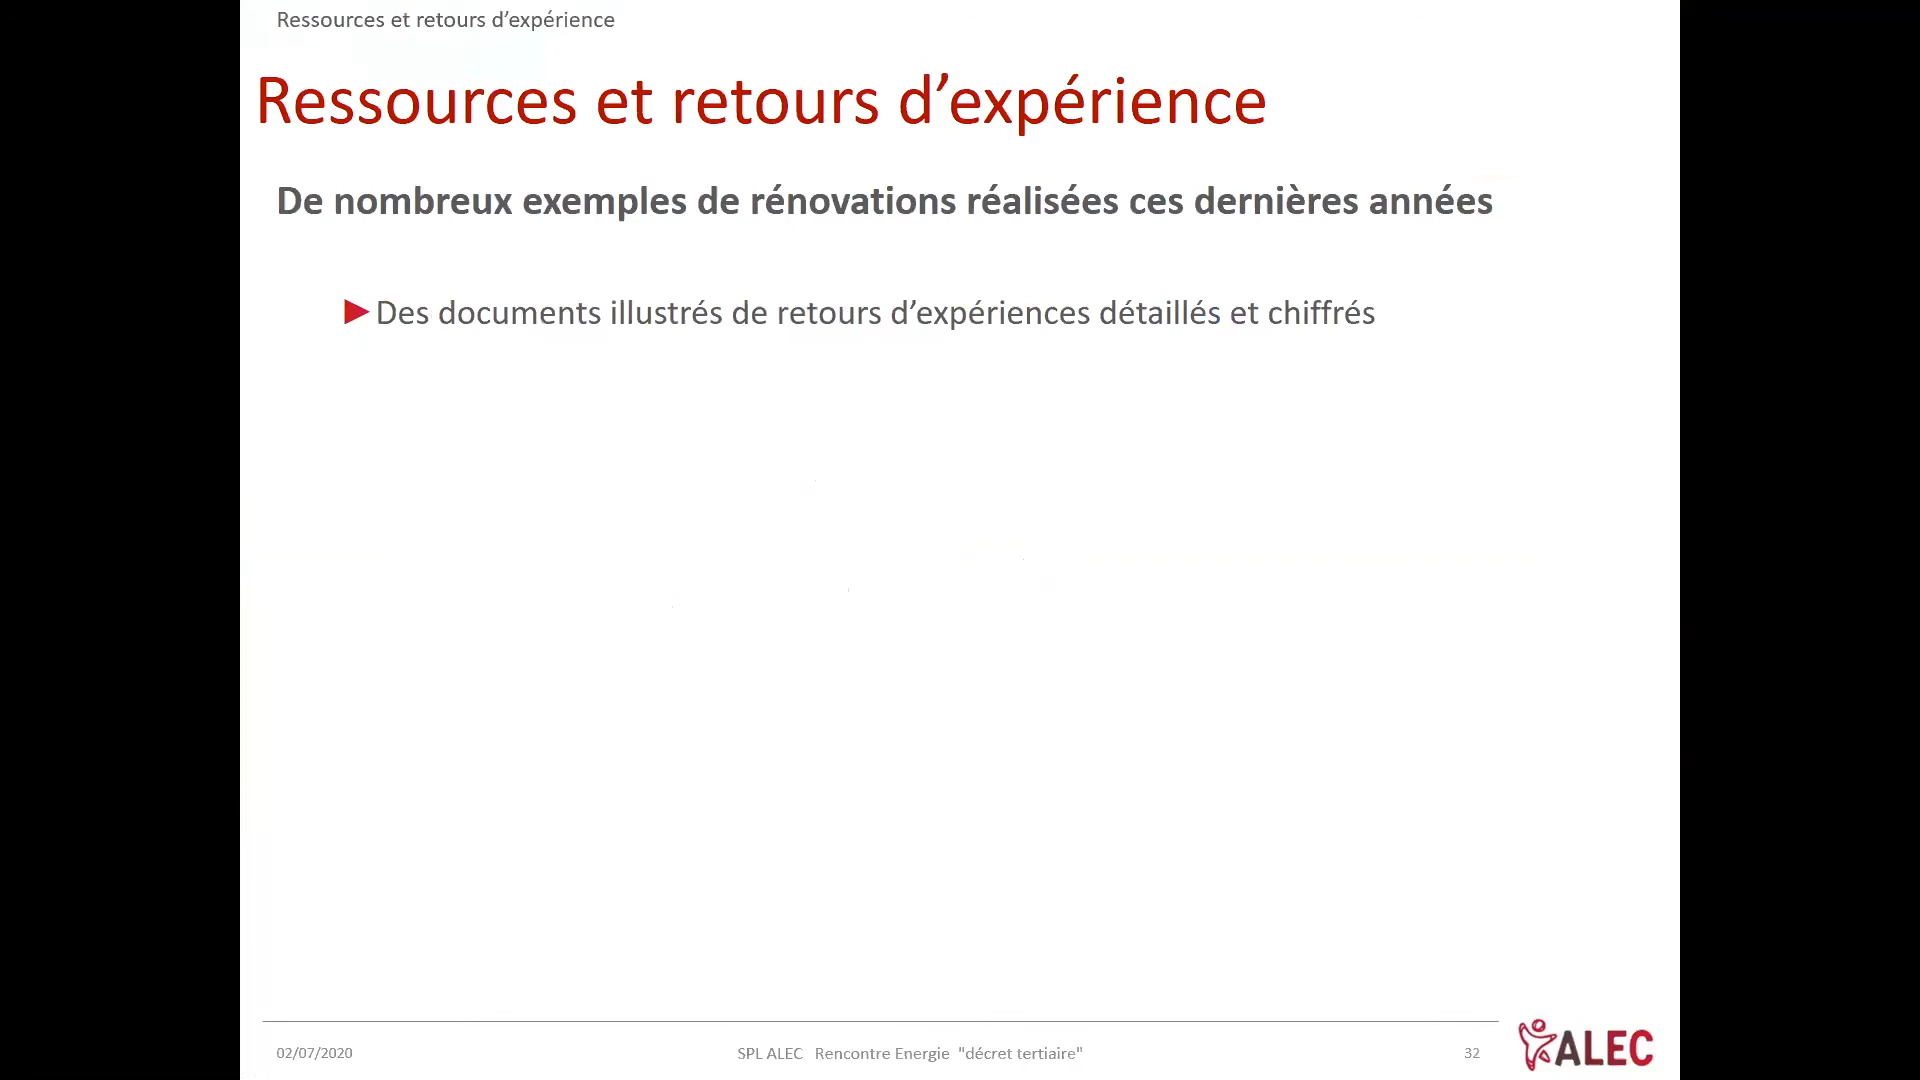 Ressources et retours d’expérience
Ressources et retours d’expérience
De nombreux exemples de rénovations réalisées ces dernières années
►Des documents illustrés de retours d’expériences détaillés et chiffrés
02/07/2020
SPL ALEC Rencontre Energie "décret tertiaire"
32
ALEC